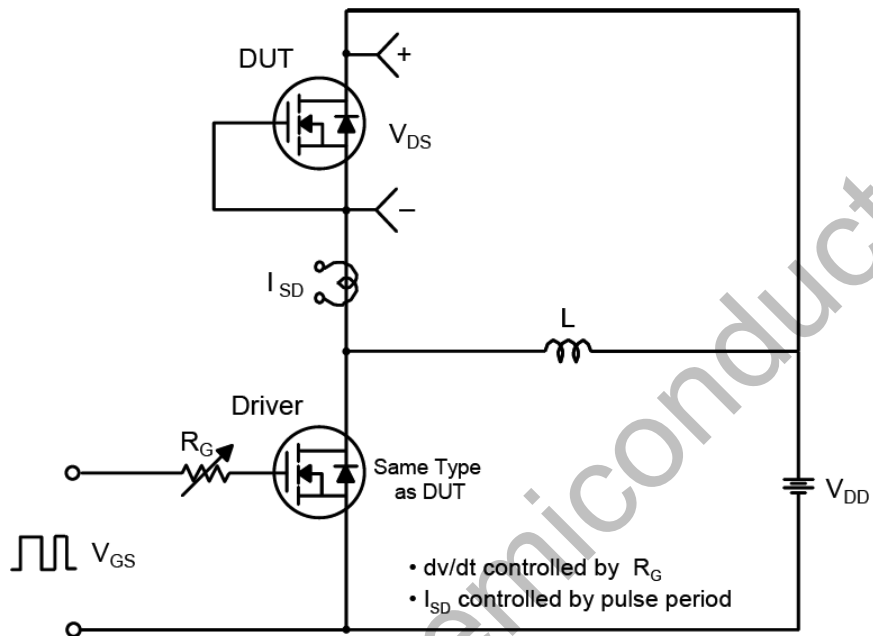 DUT
+
V_DS
−
I_SD
L
Driver
R_G
Same Type
as DUT
V_DD
V_GS
• dv/dt controlled by R_G
• I_SD controlled by pulse period
emiconduct